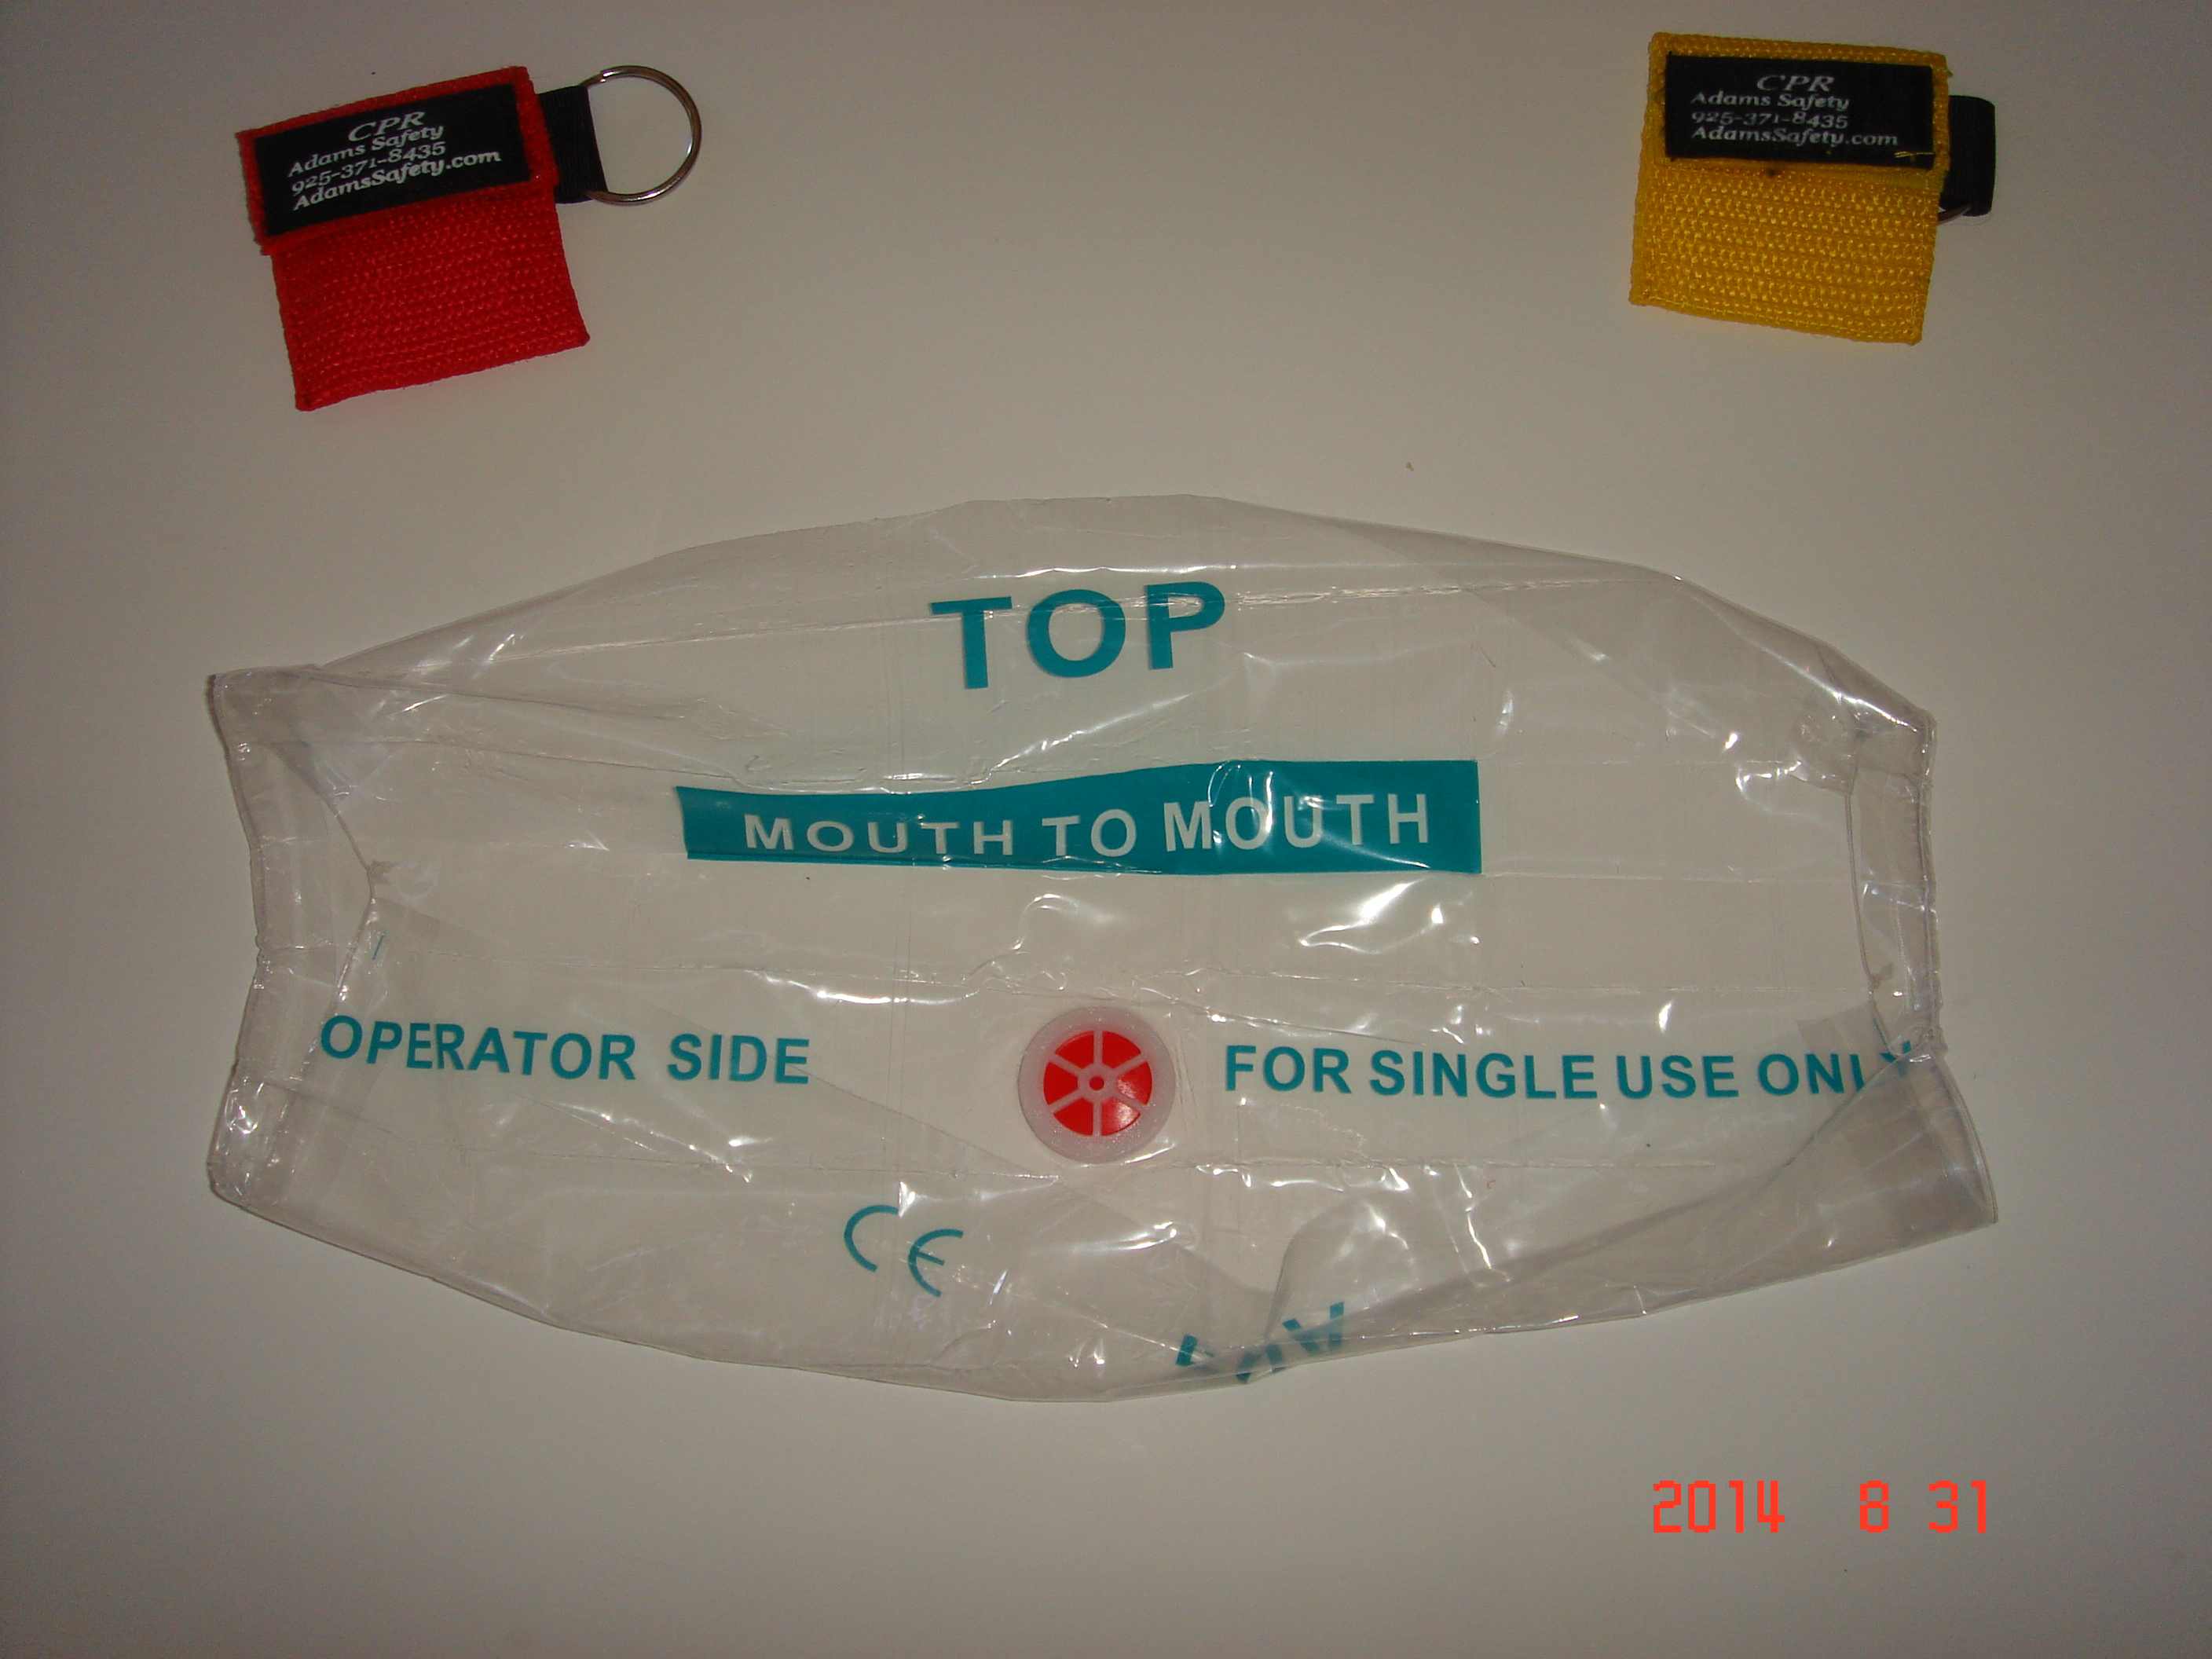 CPR
Adams Safety
925-371-8435
AdamsSafety.com
CPR
Adams Safety
925-371-8435
AdamsSafety.com
TOP
MOUTH TO MOUTH
OPERATOR SIDE
FOR SINGLE USE ONLY
CE
2014 8 31